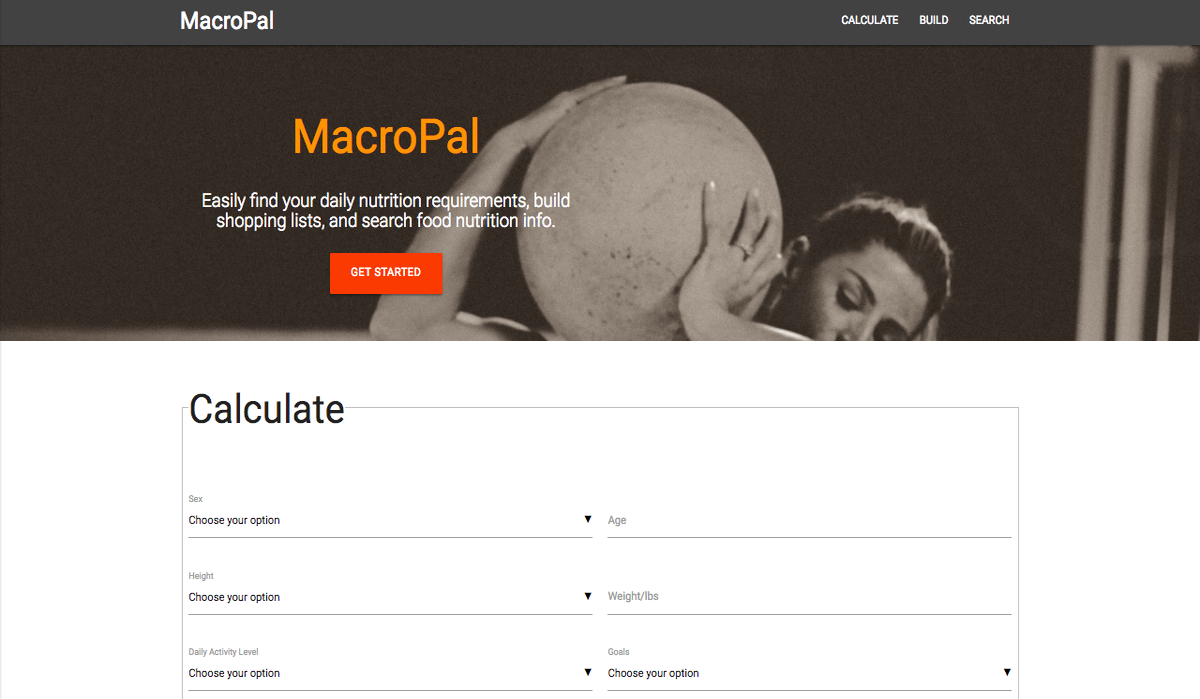 MacroPal
CALCULATE BUILD SEARCH
MacroPal
Easily find your daily nutrition requirements, build
shopping lists, and search food nutrition info.
GET STARTED
Calculate
Sex
Choose your option
Age
Height
Choose your option
Weight/lbs
Daily Activity Level
Choose your option
Goals
Choose your option